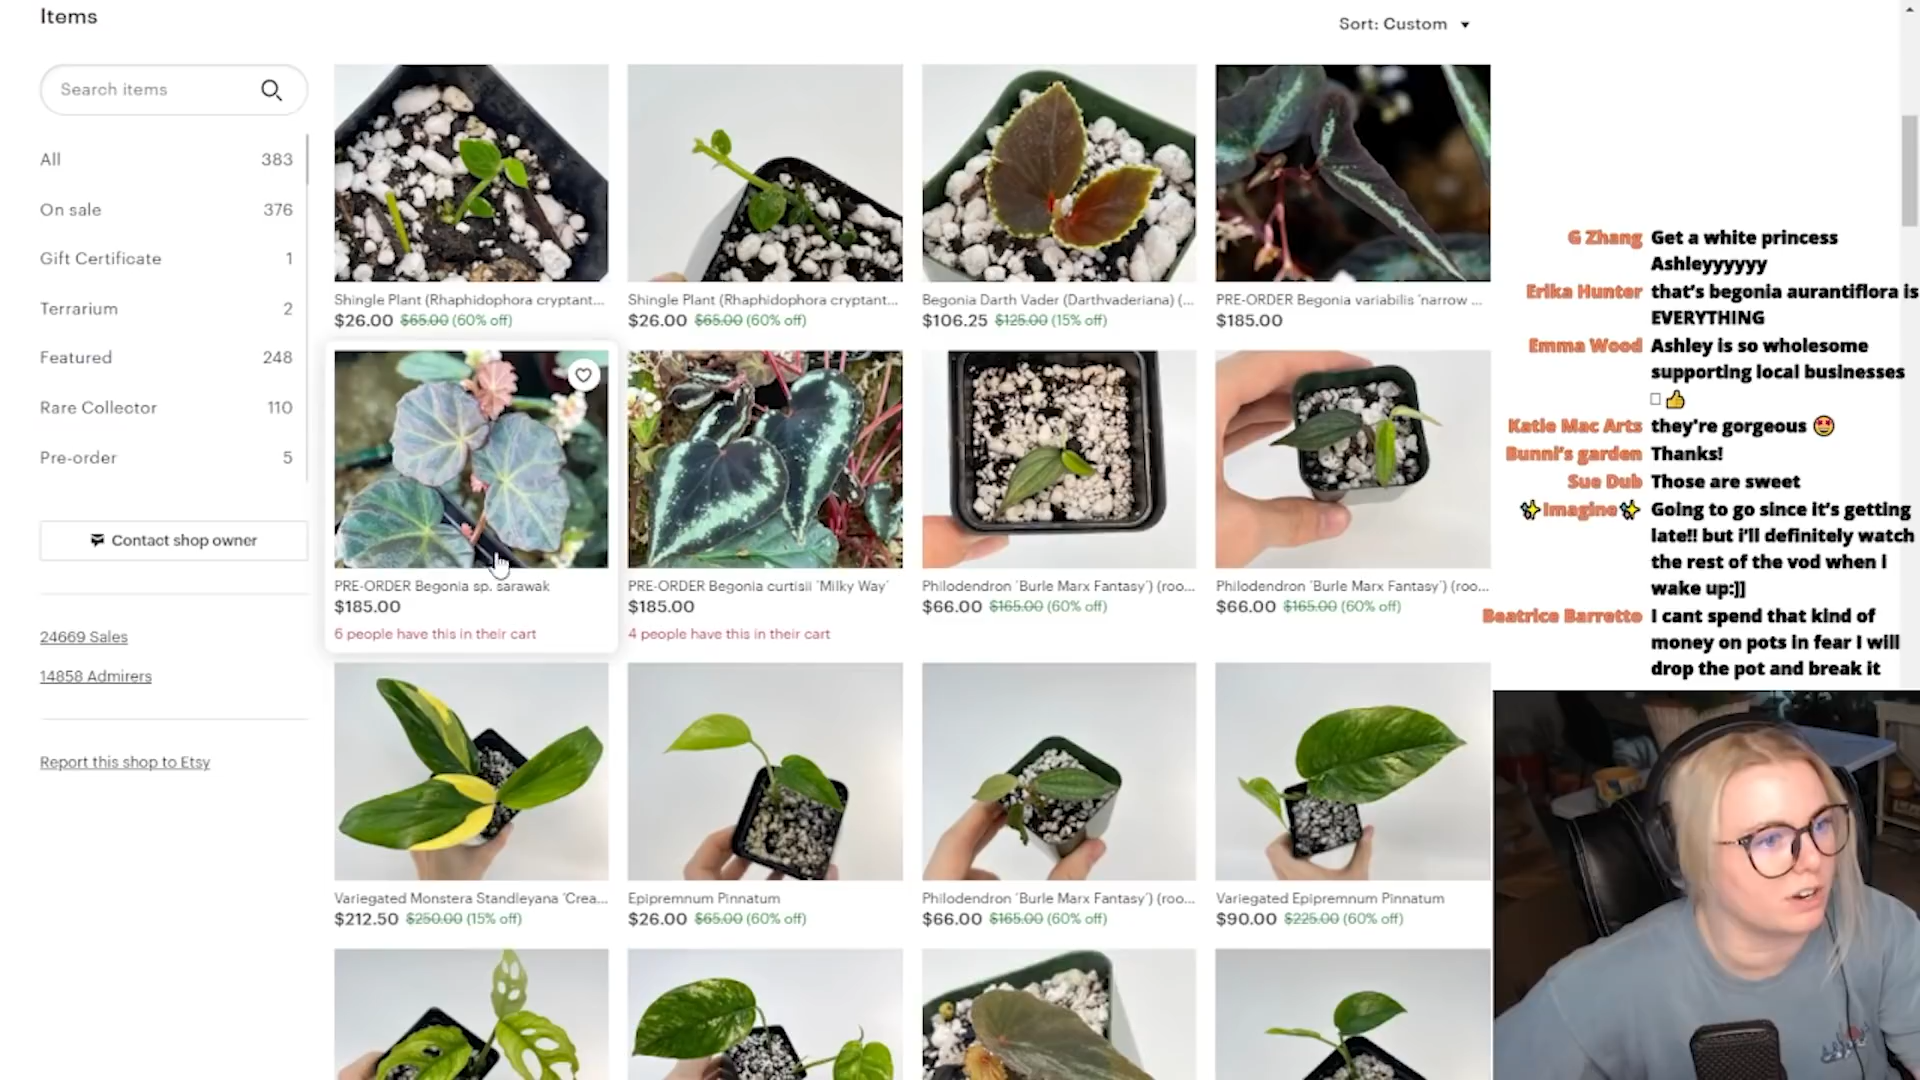 Items
Sort: Custom
Search items
All 383
On sale 376
Gift Certificate 1
Terrarium 2
Featured 248
Rare Collector 110
Pre-order 5
Contact shop owner
24669 Sales
14858 Admirers
Report this shop to Etsy
Shingle Plant (Rhaphidophora cryptant...
$26.00 $65.00 (60% off)
Shingle Plant (Rhaphidophora cryptant...
$26.00 $65.00 (60% off)
Begonia Darth Vader (Darthvaderiana) (...
$106.25 $125.00 (15% off)
PRE-ORDER Begonia variabilis 'narrow ...
$185.00
PRE-ORDER Begonia sp. sarawak
$185.00
6 people have this in their cart
PRE-ORDER Begonia curtisii 'Milky Way'
$185.00
4 people have this in their cart
Philodendron 'Burle Marx Fantasy') (roo...
$66.00 $165.00 (60% off)
Philodendron 'Burle Marx Fantasy') (roo...
$66.00 $165.00 (60% off)
Variegated Monstera Standleyana 'Crea...
$212.50 $250.00 (15% off)
Epipremnum Pinnatum
$26.00 $65.00 (60% off)
Philodendron 'Burle Marx Fantasy') (roo...
$66.00 $165.00 (60% off)
Variegated Epipremnum Pinnatum
$90.00 $225.00 (60% off)
G Zhang Get a white princess
Ashleyyyyyy
Erika Hunter that's begonia aurantiflora is
EVERYTHING
Emma Wood Ashley is so wholesome
supporting local businesses
👍
Katie Mac Arts they're gorgeous 😍
Bunni's garden Thanks!
Sue Dub Those are sweet
✨Imagine✨ Going to go since it's getting
late!! but i'll definitely watch
the rest of the vod when I
wake up:]]
Beatrice Barretto I cant spend that kind of
money on pots in fear I will
drop the pot and break it